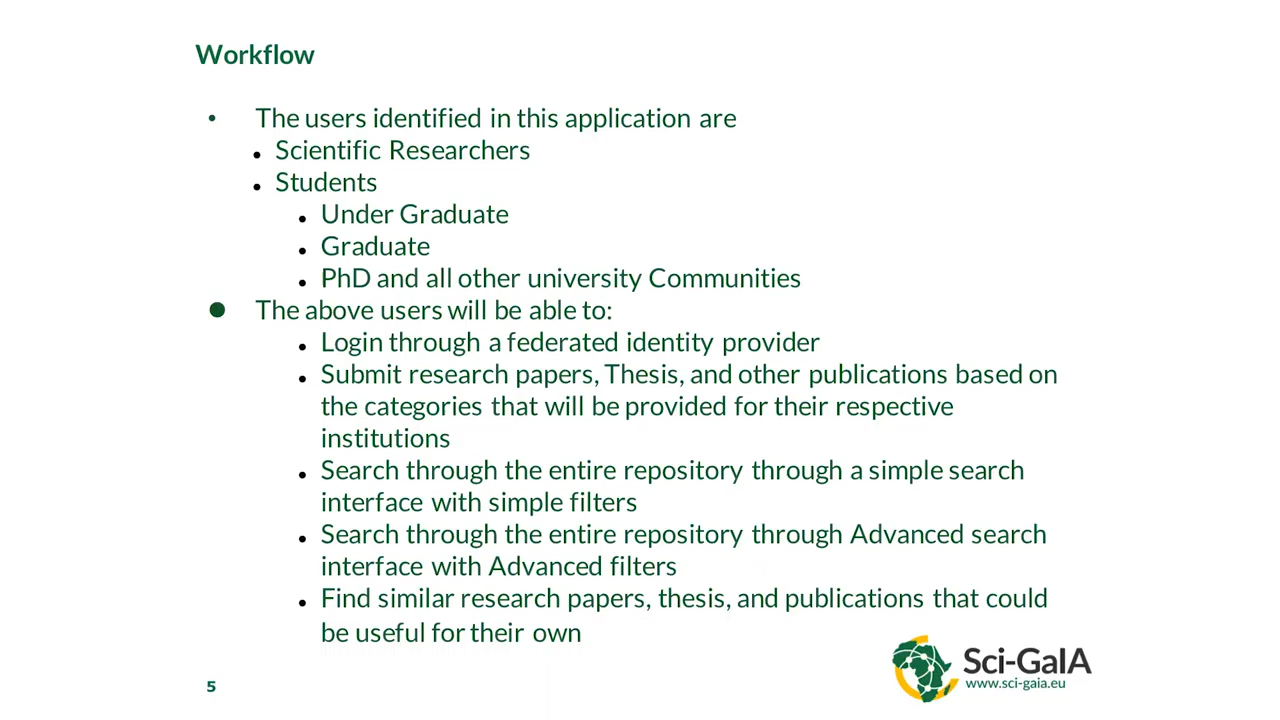 Workflow
• The users identified in this application are
• Scientific Researchers
• Students
• Under Graduate
• Graduate
• PhD and all other university Communities
● The above users will be able to:
• Login through a federated identity provider
• Submit research papers, Thesis, and other publications based on
the categories that will be provided for their respective
institutions
• Search through the entire repository through a simple search
interface with simple filters
• Search through the entire repository through Advanced search
interface with Advanced filters
• Find similar research papers, thesis, and publications that could
be useful for their own
Sci-GaIA
www.sci-gaia.eu
5